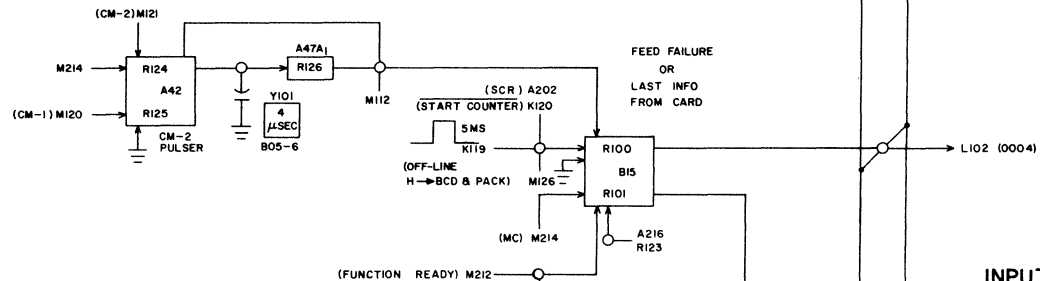 (CM-2) M121
M214
R124
A42
R125
(CM-1) M120
CM-2
PULSER
Y101
4
μSEC
B05-6
A47A1
R126
M112
FEED FAILURE
OR
LAST INFO
FROM CARD
(SCR) A202
(START COUNTER) K120
5MS
K119
(OFF-LINE
H→BCD & PACK)
M126
R100
B15
R101
(MC) M214
A216
R123
(FUNCTION READY) M212
L102 (0004)
INPUT